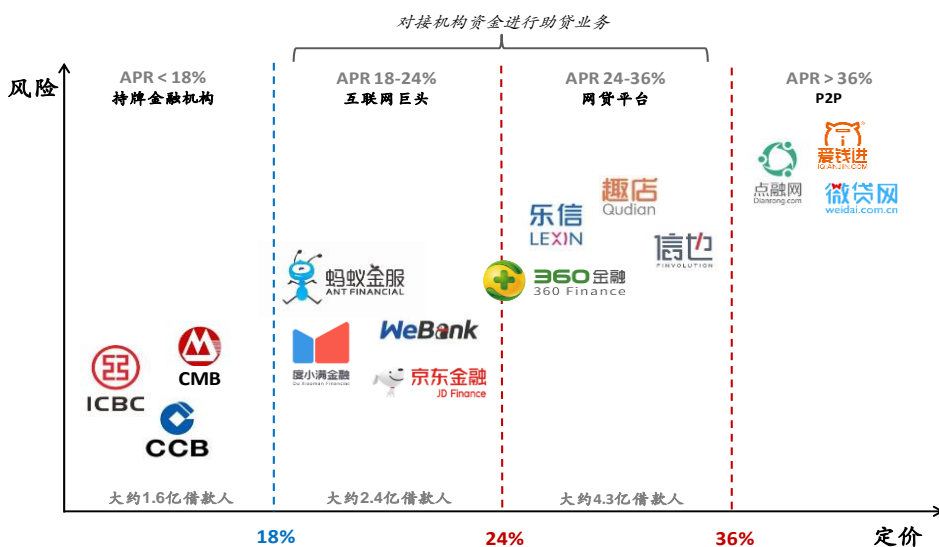 对接机构资金进行助贷业务
风险
APR < 18%
持牌金融机构
APR 18-24%
互联网巨头
APR 24-36%
网贷平台
APR > 36%
P2P
爱钱进
IQIANJIN.COM
点融网
Dianrong.com
微贷网
weidai.com.cn
趣店
Qudian
乐信
LEXIN
信也
FINVOLUTION
360金融
360 Finance
蚂蚁金服
ANT FINANCIAL
WeBank
度小满金融
Du Xiaoman Financial
京东金融
JD Finance
CMB
ICBC
CCB
大约1.6亿借款人
大约2.4亿借款人
大约4.3亿借款人
18%
24%
36%
定价